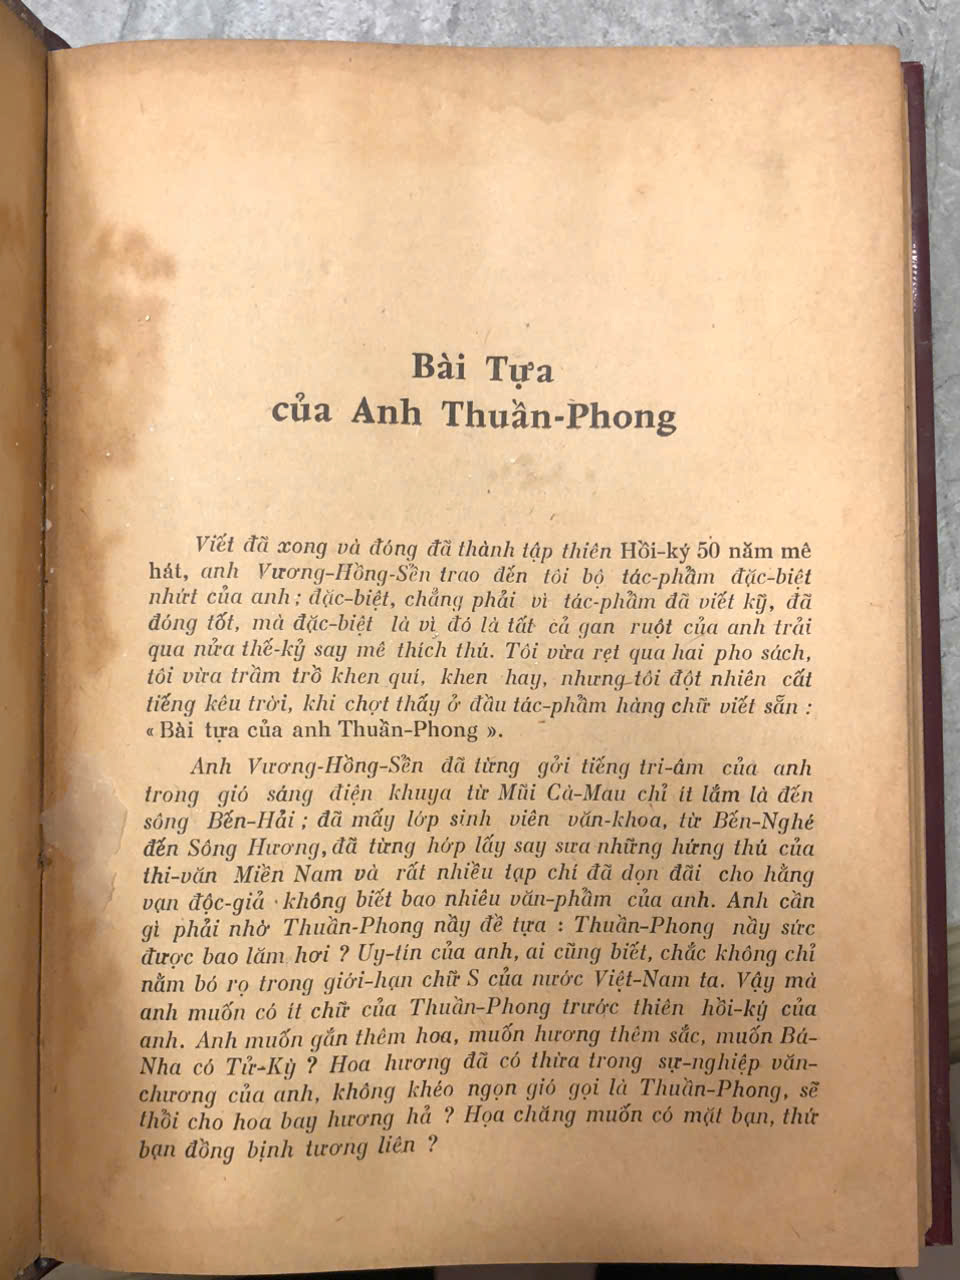 Bài Tựa
của Anh Thuần-Phong
Viết đã xong và đóng đã thành tập thiên Hồi-ký 50 năm mê
hát, anh Vương-Hồng-Sển trao đến tôi bộ tác-phẩm đặc-biệt
nhứt của anh ; đặc-biệt, chẳng phải vì tác-phẩm đã viết kỹ, đã
đóng tốt, mà đặc-biệt là vì đó là tất cả gan ruột của anh trải
qua nửa thế-kỷ say mê thích thú. Tôi vừa rẹt qua hai pho sách,
tôi vừa trầm trồ khen quí, khen hay, nhưng tôi đột nhiên cất
tiếng kêu trời, khi chợt thấy ở đầu tác-phẩm hàng chữ viết sẵn :
« Bài tựa của anh Thuần-Phong ».
Anh Vương-Hồng-Sển đã từng gởi tiếng tri-âm của anh
trong gió sáng điện khuya từ Mũi Cà-Mau chỉ ít lắm là đến
sông Bến-Hải ; đã mấy lớp sinh viên văn-khoa, từ Bến-Nghé
đến Sông Hương, đã từng hớp lấy say sưa những hứng thú của
thi-văn Miền Nam và rất nhiều tạp chí đã dọn đãi cho hằng
vạn độc-giả không biết bao nhiêu văn-phẩm của anh. Anh cần
gì phải nhờ Thuần-Phong nầy đề tựa : Thuần-Phong nầy sức
được bao lăm hơi ? Uy-tín của anh, ai cũng biết, chắc không chỉ
nằm bó rọ trong giới-hạn chữ S của nước Việt-Nam ta. Vậy mà
anh muốn có ít chữ của Thuần-Phong trước thiên hồi-ký của
anh. Anh muốn gắn thêm hoa, muốn hương thêm sắc, muốn Bá-
Nha có Tử-Kỳ ? Hoa hương đã có thừa trong sự-nghiệp văn-
chương của anh, không khéo ngọn gió gọi là Thuần-Phong, sẽ
thổi cho hoa bay hương hả ? Họa chăng muốn có mặt bạn, thứ
bạn đồng bịnh tương liên ?